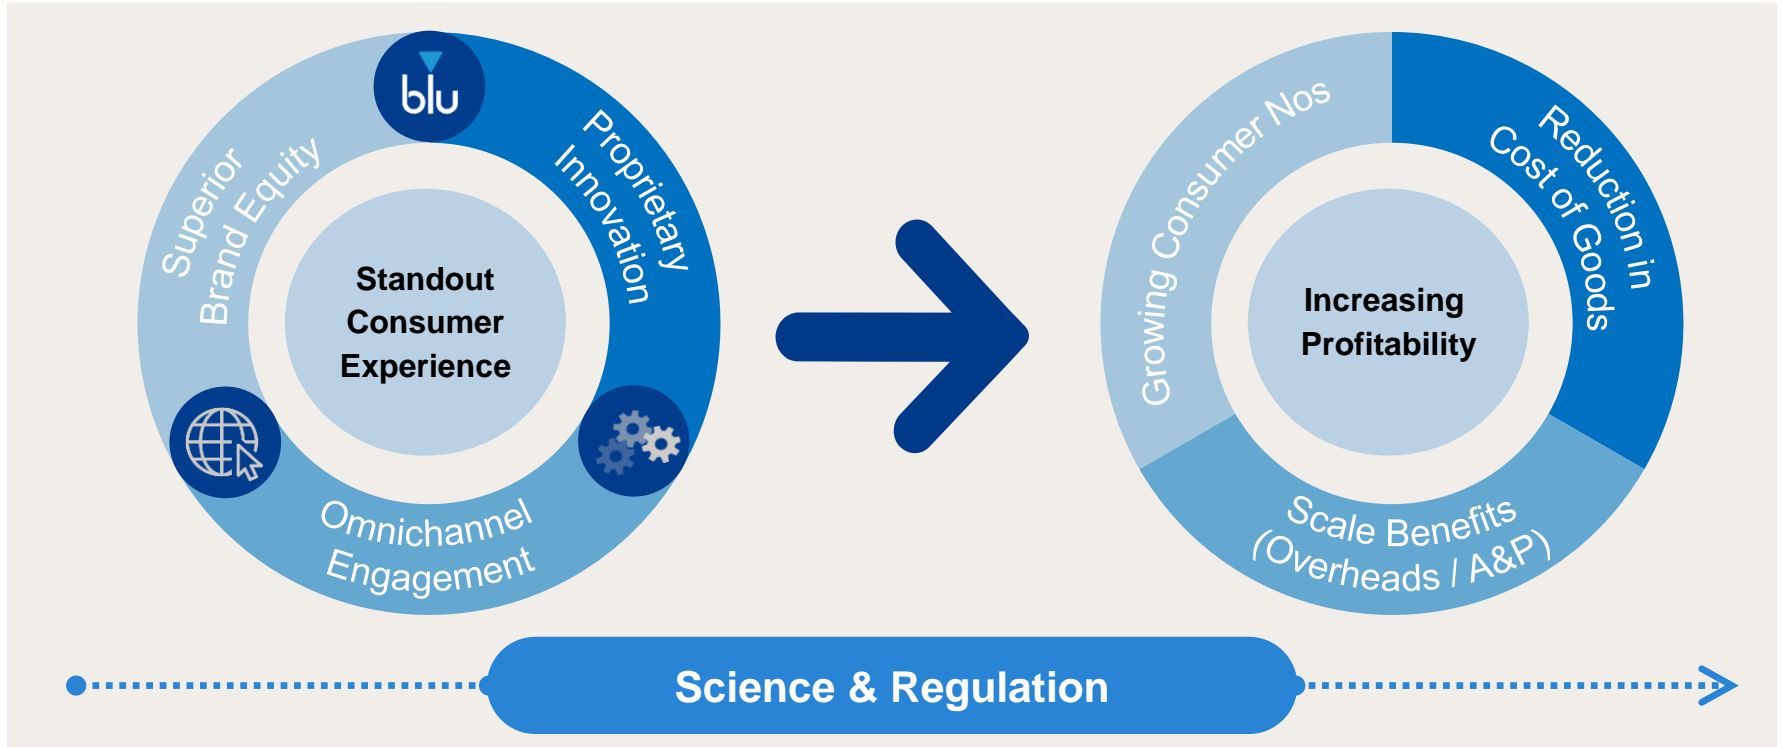 blu
Superior
Brand Equity
Proprietary
Innovation
Omnichannel
Engagement
Standout
Consumer
Experience
Growing Consumer Nos
Reduction in
Cost of Goods
Scale Benefits
(Overheads / A&P)
Increasing
Profitability
Science & Regulation